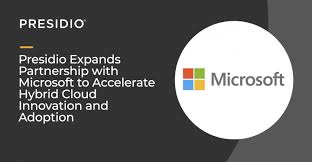 PRESIDIO®
Presidio Expands
Partnership with
Microsoft to Accelerate
Hybrid Cloud
Innovation and
Adoption
Microsoft